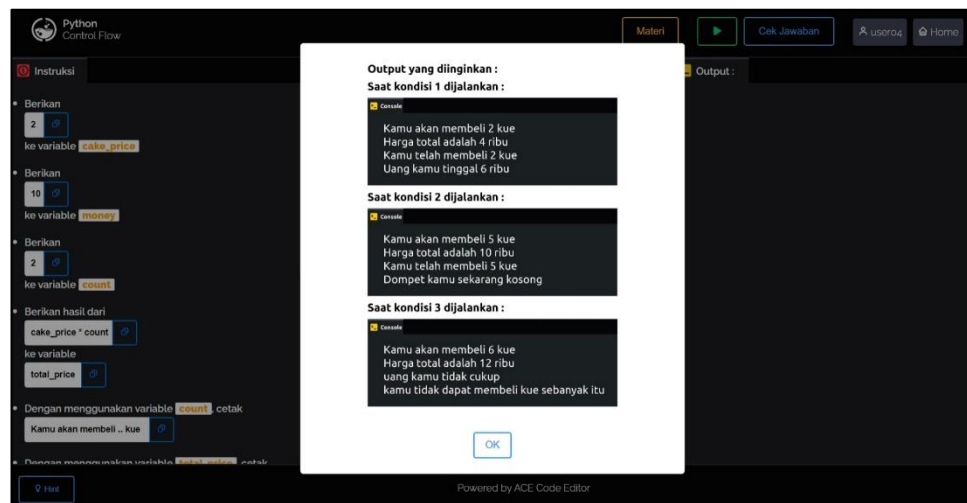 Python
Control Flow
Materi
Cek Jawaban
user04
Home
Instruksi
Berikan
2
ke variable cake_price
Berikan
10
ke variable money
Berikan
2
ke variable count
Berikan hasil dari
cake_price * count
ke variable
total_price
Dengan menggunakan variable count, cetak
Kamu akan membeli .. kue
Dengan menggunakan variable total_price, cetak
Hint
Output yang diinginkan :
Saat kondisi 1 dijalankan :
Console
Kamu akan membeli 2 kue
Harga total adalah 4 ribu
Kamu telah membeli 2 kue
Uang kamu tinggal 6 ribu
Saat kondisi 2 dijalankan :
Console
Kamu akan membeli 5 kue
Harga total adalah 10 ribu
Kamu telah membeli 5 kue
Dompet kamu sekarang kosong
Saat kondisi 3 dijalankan :
Console
Kamu akan membeli 6 kue
Harga total adalah 12 ribu
uang kamu tidak cukup
kamu tidak dapat membeli kue sebanyak itu
OK
Output :
Powered by ACE Code Editor